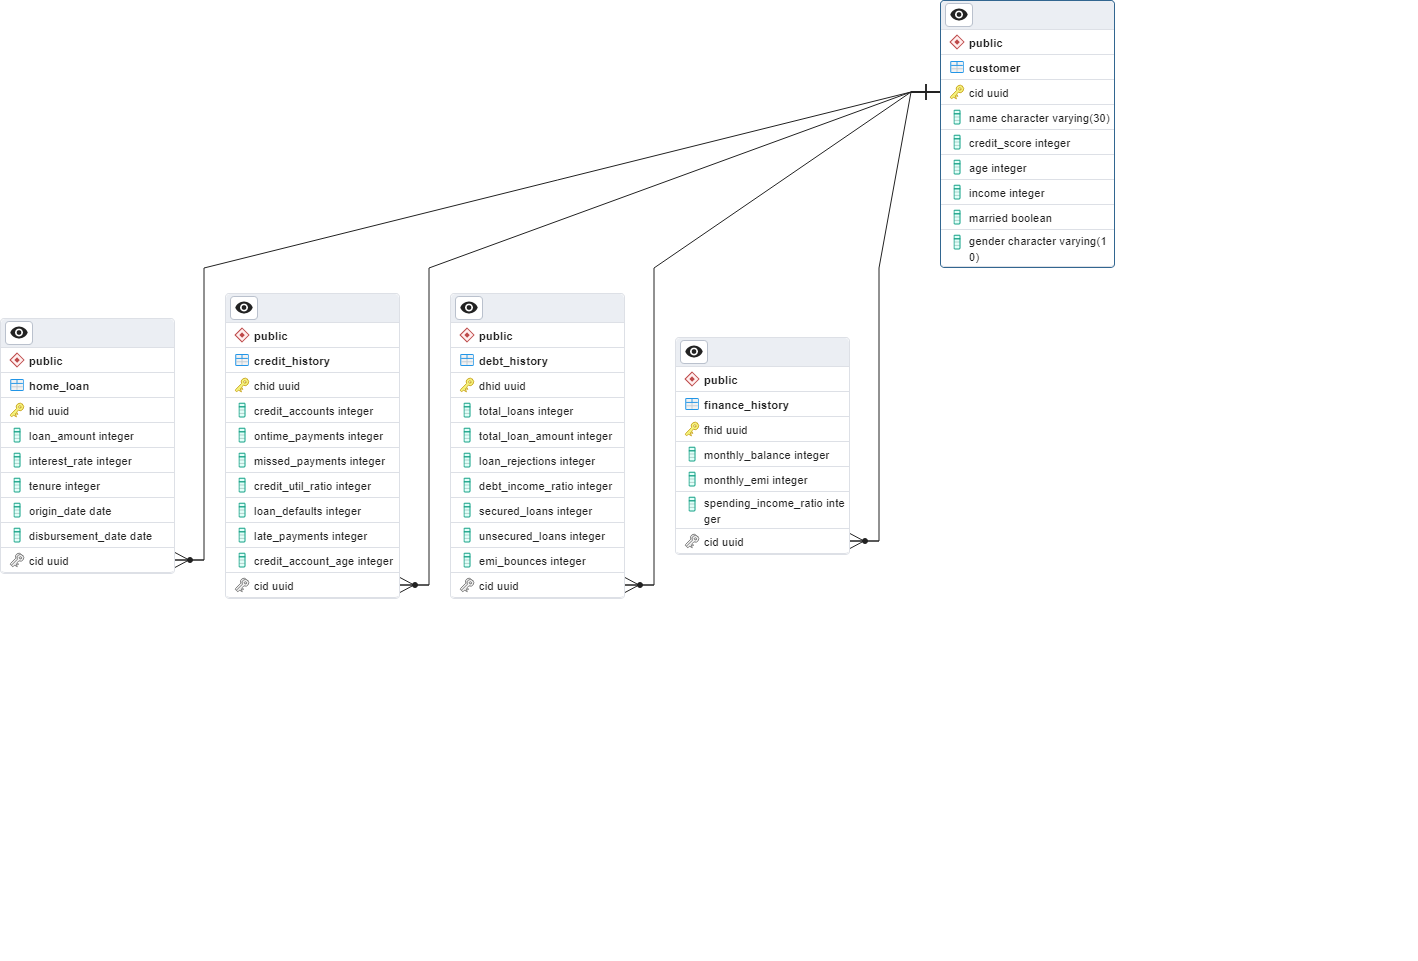 public
customer
cid uuid
name character varying(30)
credit_score integer
age integer
income integer
married boolean
gender character varying(1
0)
public
home_loan
hid uuid
loan_amount integer
interest_rate integer
tenure integer
origin_date date
disbursement_date date
cid uuid
public
credit_history
chid uuid
credit_accounts integer
ontime_payments integer
missed_payments integer
credit_util_ratio integer
loan_defaults integer
late_payments integer
credit_account_age integer
cid uuid
public
debt_history
dhid uuid
total_loans integer
total_loan_amount integer
loan_rejections integer
debt_income_ratio integer
secured_loans integer
unsecured_loans integer
emi_bounces integer
cid uuid
public
finance_history
fhid uuid
monthly_balance integer
monthly_emi integer
spending_income_ratio inte
ger
cid uuid